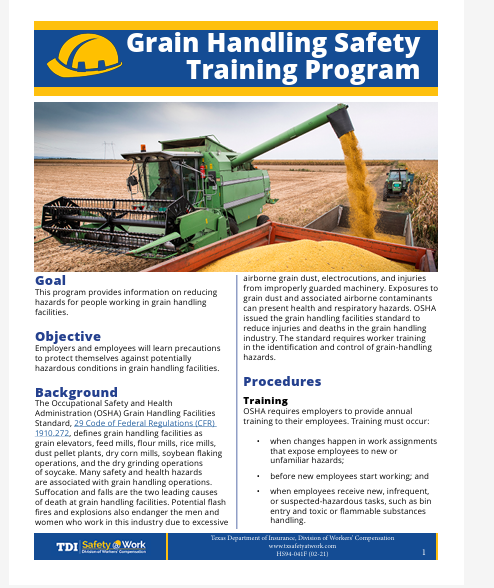 Grain Handling Safety
Training Program
Goal
This program provides information on reducing
hazards for people working in grain handling
facilities.
Objective
Employers and employees will learn precautions
to protect themselves against potentially
hazardous conditions in grain handling facilities.
Background
The Occupational Safety and Health
Administration (OSHA) Grain Handling Facilities
Standard, 29 Code of Federal Regulations (CFR)
1910.272, defines grain handling facilities as
grain elevators, feed mills, flour mills, rice mills,
dust pellet plants, dry corn mills, soybean flaking
operations, and the dry grinding operations
of soycake. Many safety and health hazards
are associated with grain handling operations.
Suffocation and falls are the two leading causes
of death at grain handling facilities. Potential flash
fires and explosions also endanger the men and
women who work in this industry due to excessive
airborne grain dust, electrocutions, and injuries
from improperly guarded machinery. Exposures to
grain dust and associated airborne contaminants
can present health and respiratory hazards. OSHA
issued the grain handling facilities standard to
reduce injuries and deaths in the grain handling
industry. The standard requires worker training
in the identification and control of grain-handling
hazards.
Procedures
Training
OSHA requires employers to provide annual
training to their employees. Training must occur:
• when changes happen in work assignments
that expose employees to new or
unfamiliar hazards;
• before new employees start working; and
• when employees receive new, infrequent,
or suspected-hazardous tasks, such as bin
entry and toxic or flammable substances
handling.
TDI Safety@Work
Division of Workers' Compensation
Texas Department of Insurance, Division of Workers' Compensation
www.txsafetyatwork.com
HS94-041F (02-21)
1